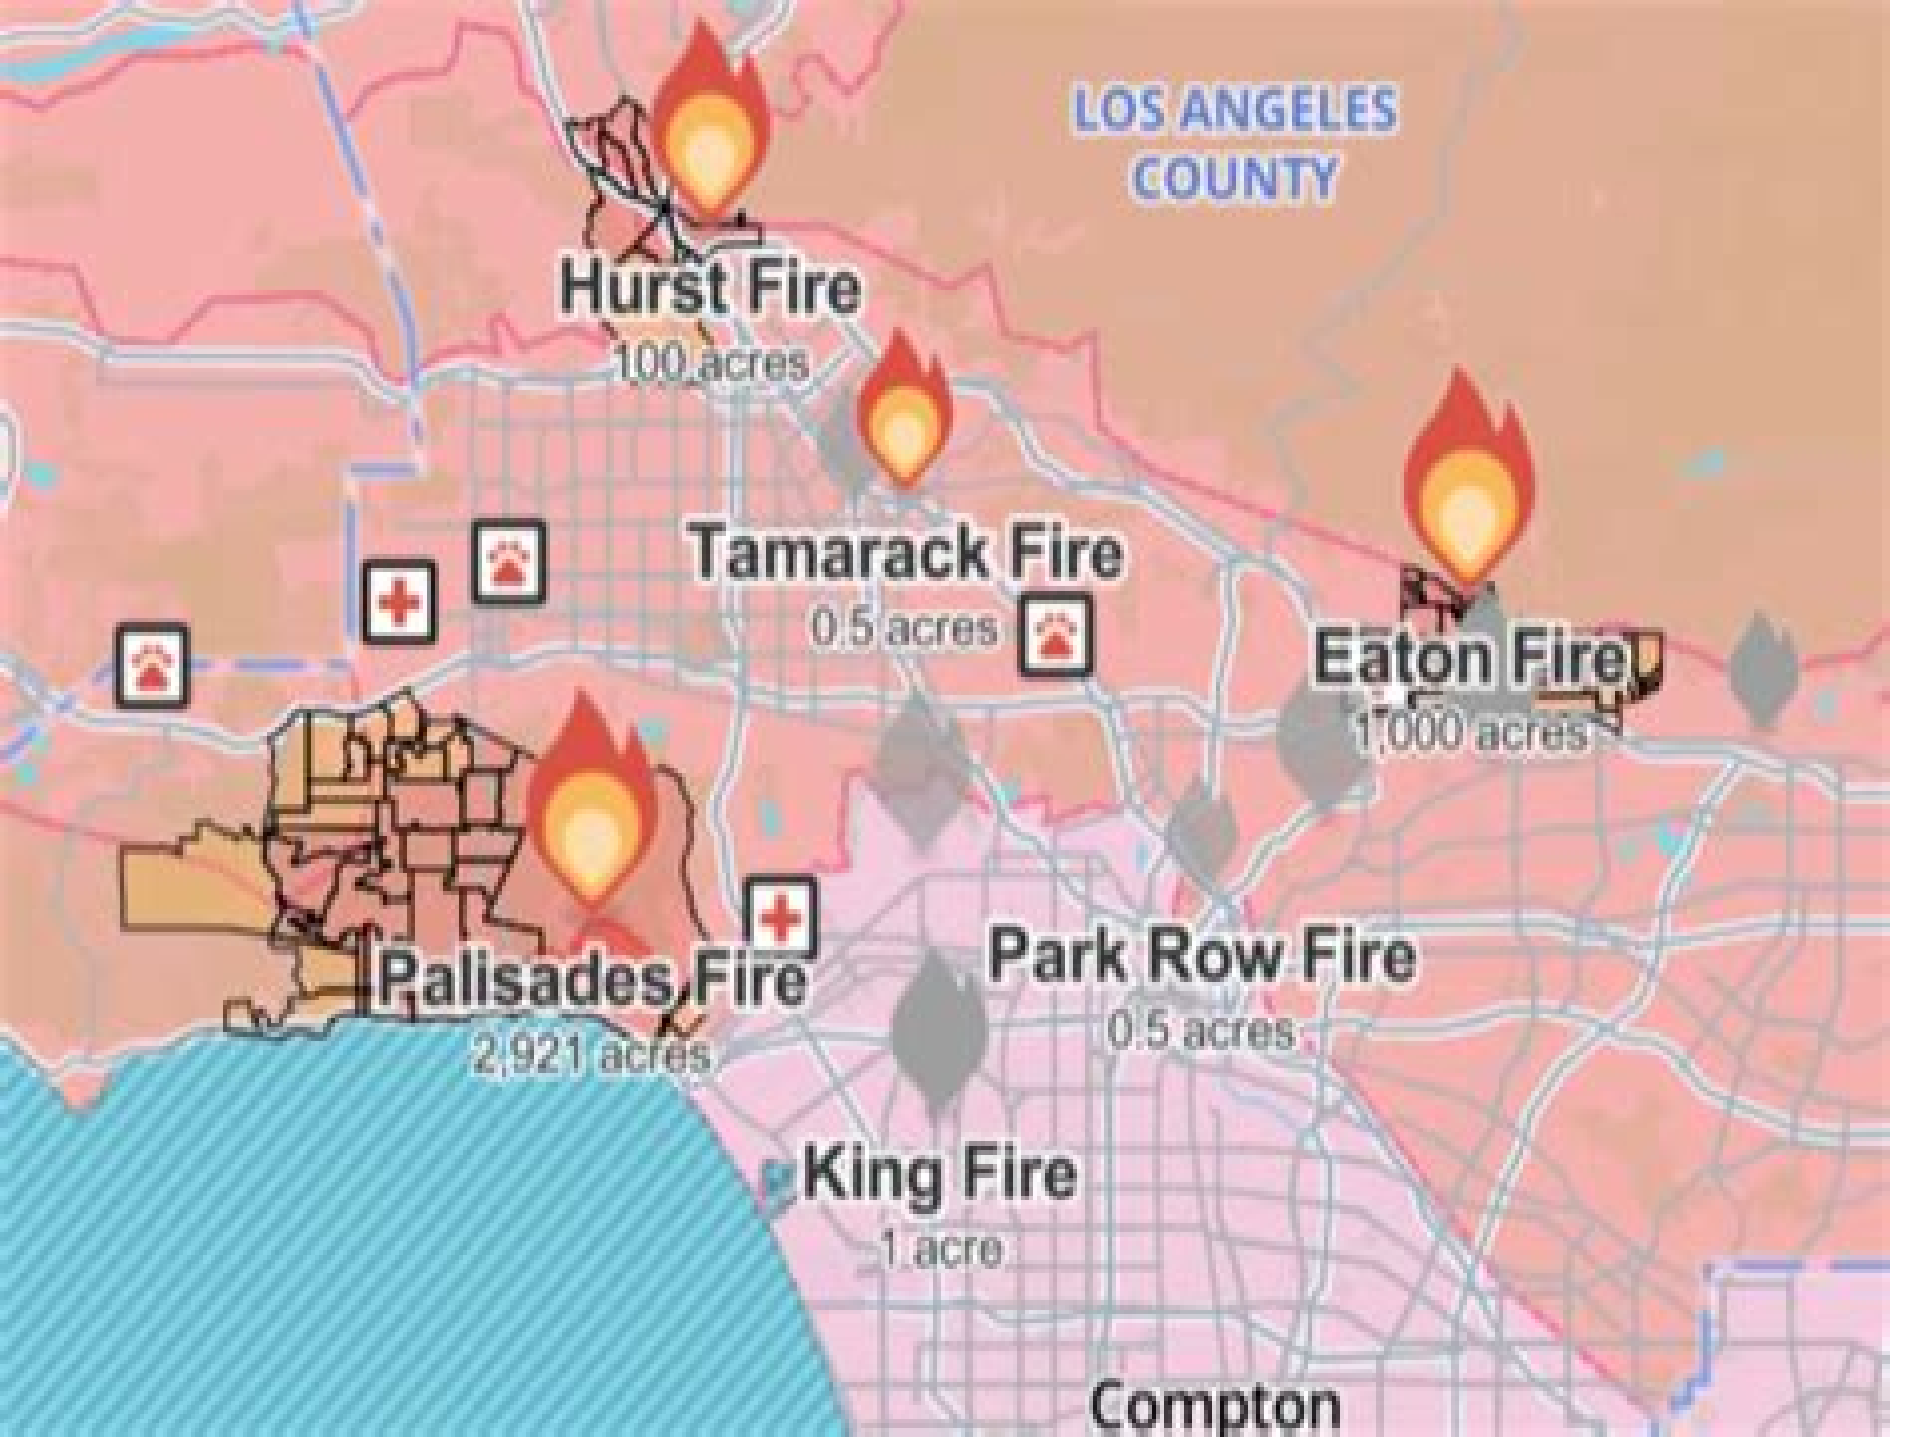 LOS ANGELES
COUNTY
Hurst Fire
100 acres
Tamarack Fire
0.5 acres
Eaton Fire
1,000 acres
Palisades Fire
2,921 acres
Park Row Fire
0.5 acres
King Fire
1 acre
Compton